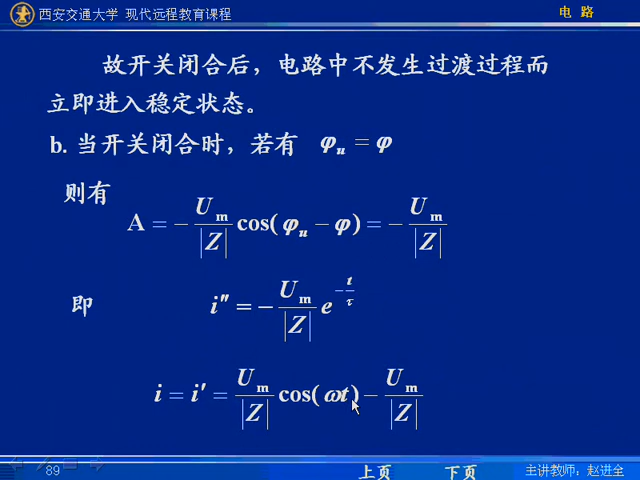 西安交通大学 现代远程教育课程
电 路
故开关闭合后，电路中不发生过渡过程而
立即进入稳定状态。
b. 当开关闭合时，若有 φu = φ
则有
A = − Um/|Z| cos( φu − φ ) = − Um/|Z|
即 i″ = − Um/|Z| e^(−t/τ)
i = i′ = Um/|Z| cos( ωt ) − Um/|Z|
89
上页 下页
主讲教师：赵进全